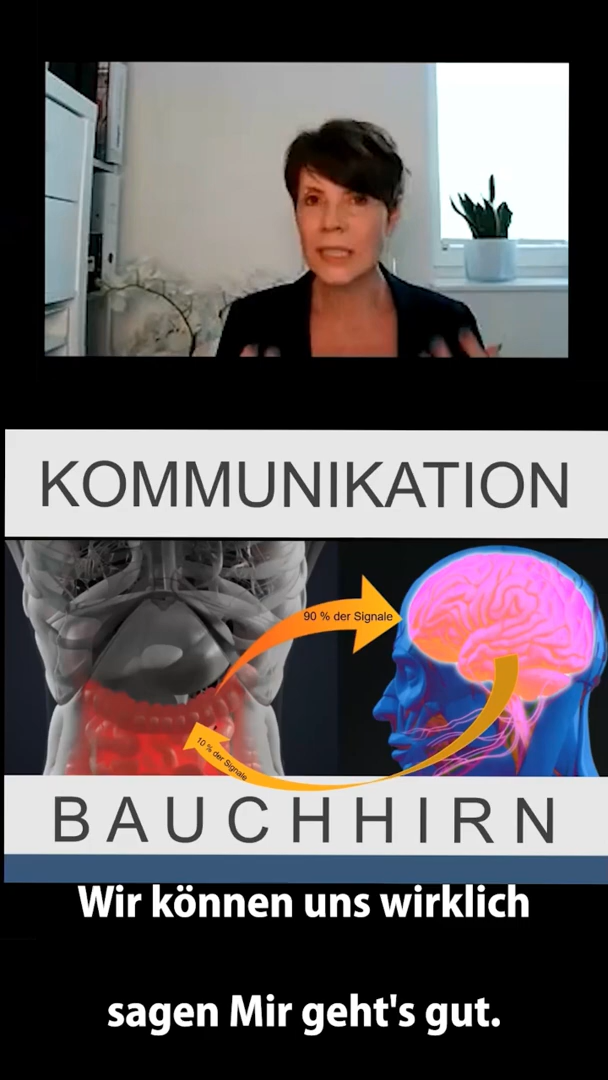 KOMMUNIKATION
90 % der Signale
10 % der Signale
BAUCHHIRN
Wir können uns wirklich
sagen Mir geht's gut.